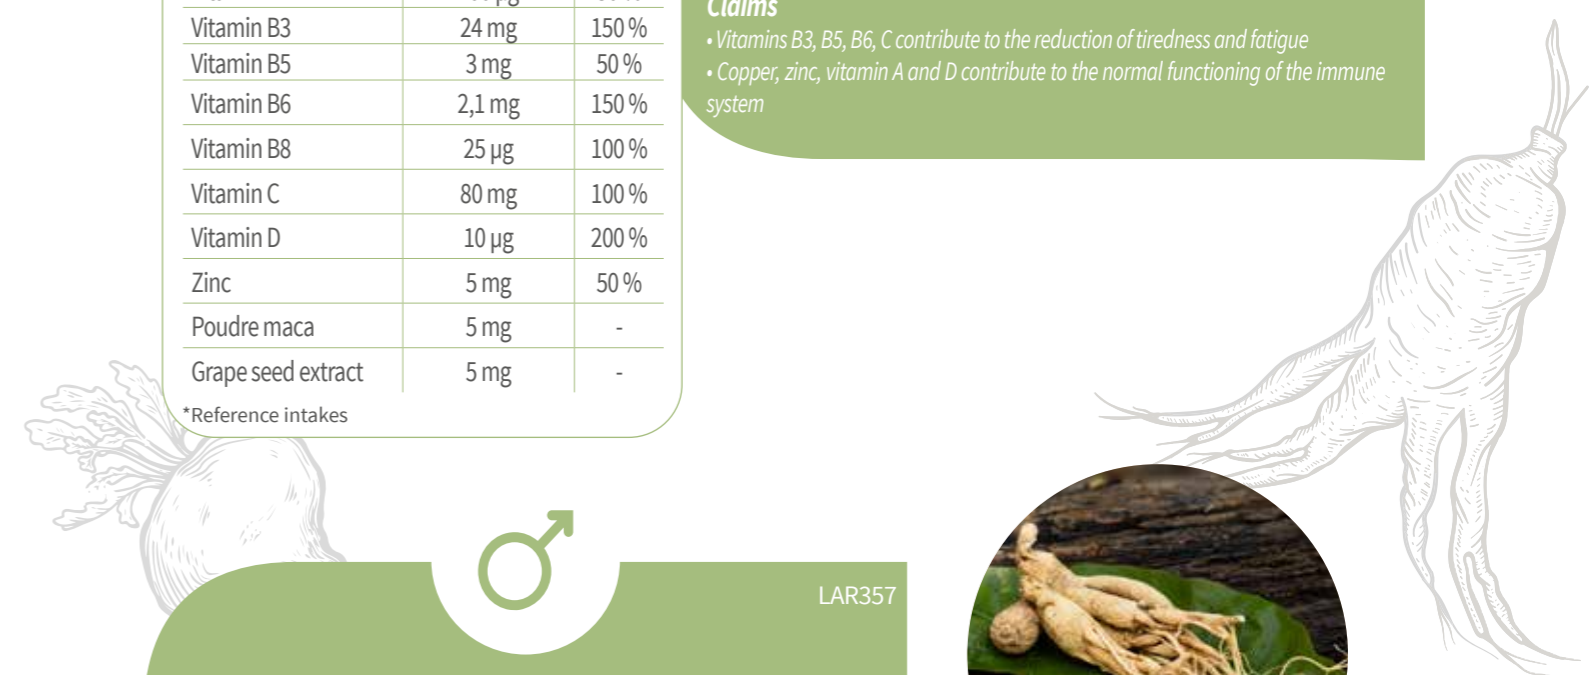 Vitamin B3 24 mg 150 %
Vitamin B5 3 mg 50 %
Vitamin B6 2,1 mg 150 %
Vitamin B8 25 µg 100 %
Vitamin C 80 mg 100 %
Vitamin D 10 µg 200 %
Zinc 5 mg 50 %
Poudre maca 5 mg -
Grape seed extract 5 mg -
*Reference intakes
Claims
• Vitamins B3, B5, B6, C contribute to the reduction of tiredness and fatigue
• Copper, zinc, vitamin A and D contribute to the normal functioning of the immune
system
LAR357